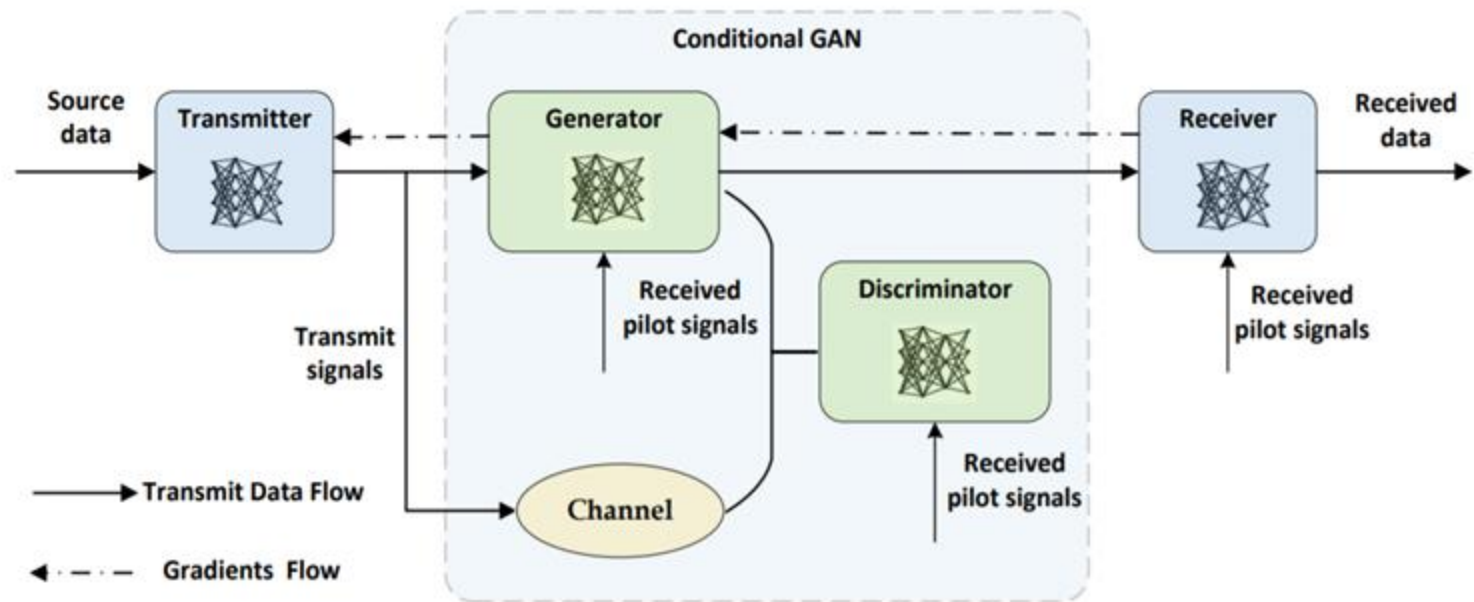 Conditional GAN
Source
data
Transmitter
Generator
Receiver
Received
data
Received
pilot signals
Discriminator
Received
pilot signals
Transmit
signals
Received
pilot signals
Transmit Data Flow
Channel
Gradients Flow